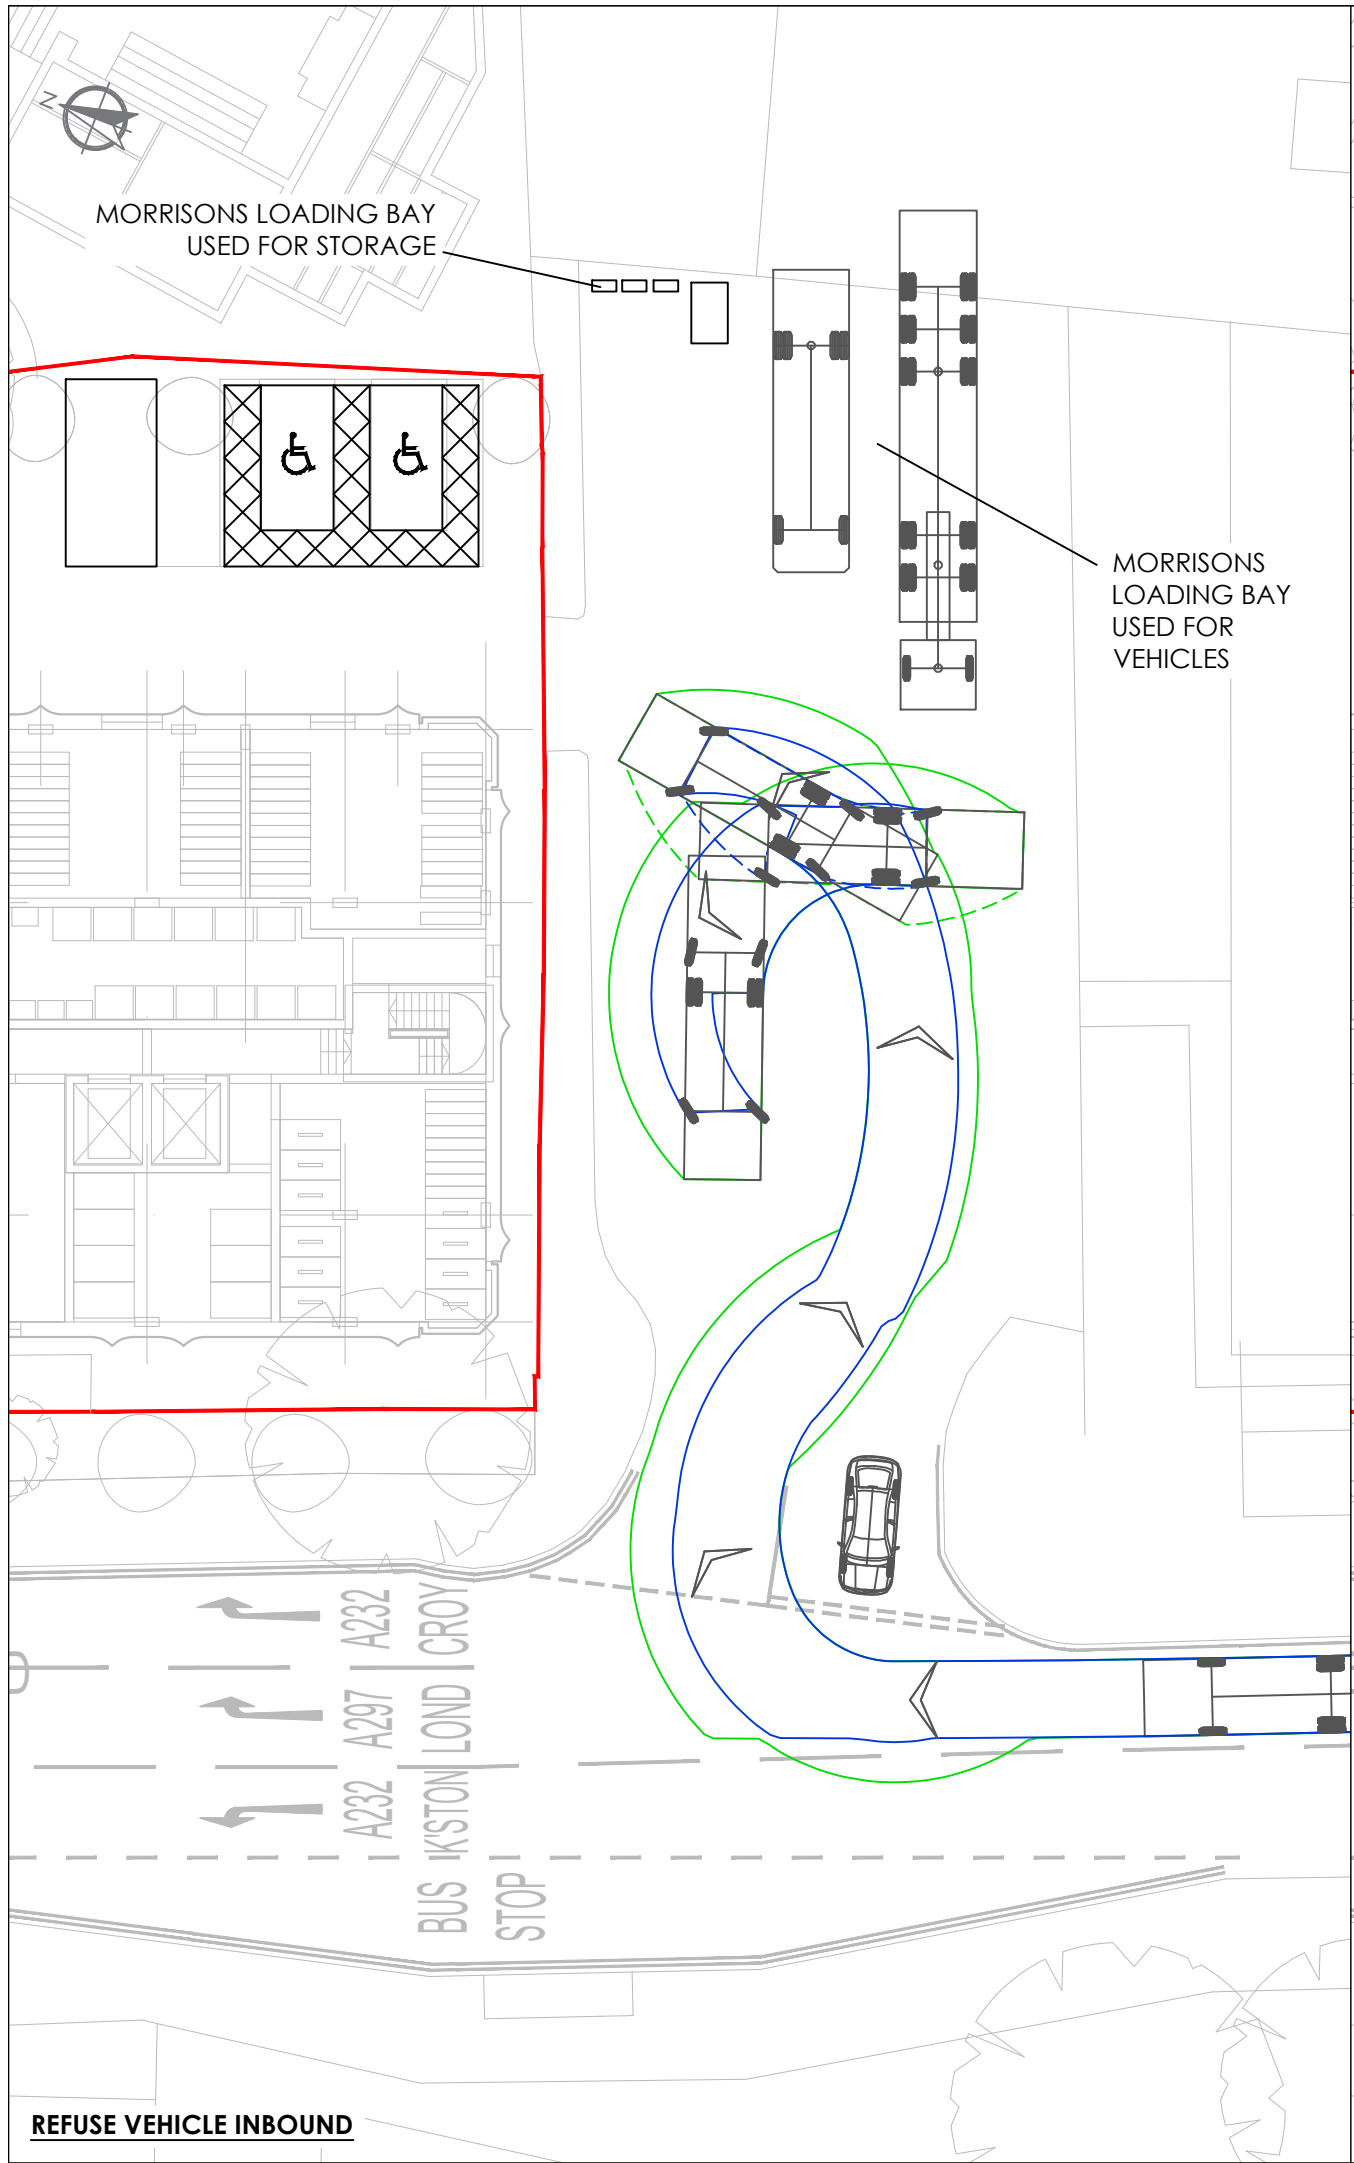 N
MORRISONS LOADING BAY
USED FOR STORAGE
MORRISONS
LOADING BAY
USED FOR
VEHICLES
A232
CROY
A297
LOND
A232
K'STON
BUS
STOP
REFUSE VEHICLE INBOUND